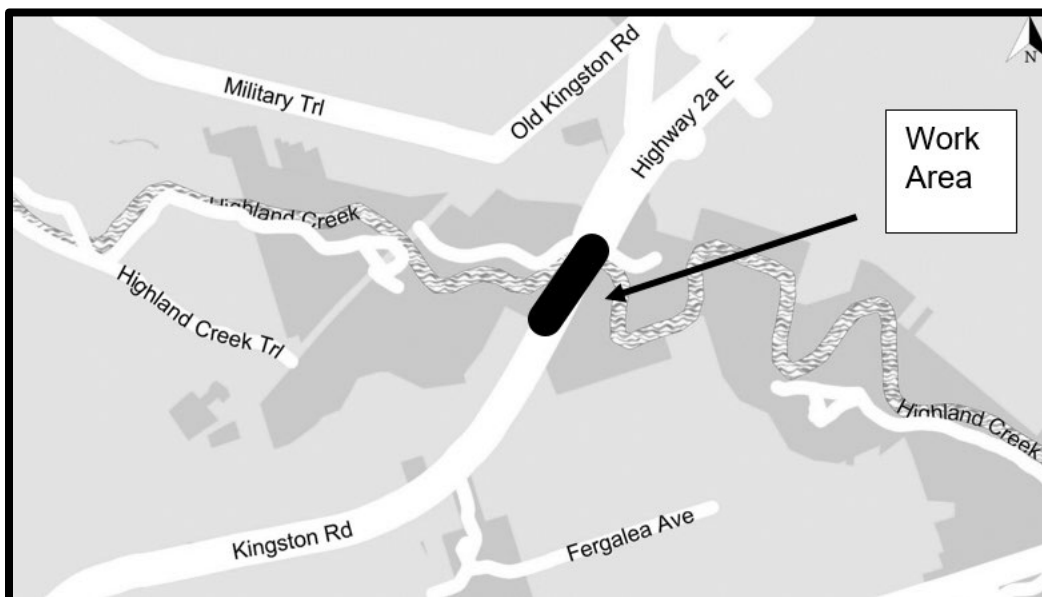 N
Old Kingston Rd
Military Trl
Highway 2a E
Work
Area
Highland Creek
Highland Creek Trl
Highland Creek
Kingston Rd
Fergalea Ave